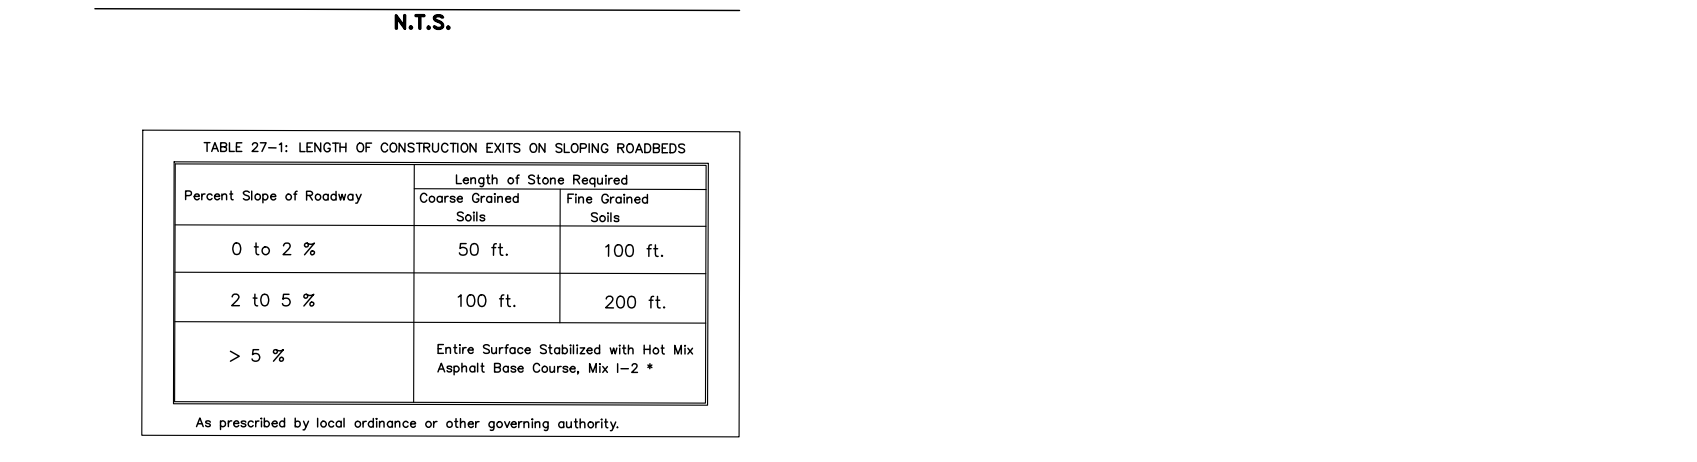 N.T.S.
TABLE 27-1: LENGTH OF CONSTRUCTION EXITS ON SLOPING ROADBEDS
Percent Slope of Roadway
Length of Stone Required
Coarse Grained
Soils
Fine Grained
Soils
0 to 2 %
50 ft.
100 ft.
2 t0 5 %
100 ft.
200 ft.
> 5 %
Entire Surface Stabilized with Hot Mix
Asphalt Base Course, Mix I-2 *
As prescribed by local ordinance or other governing authority.